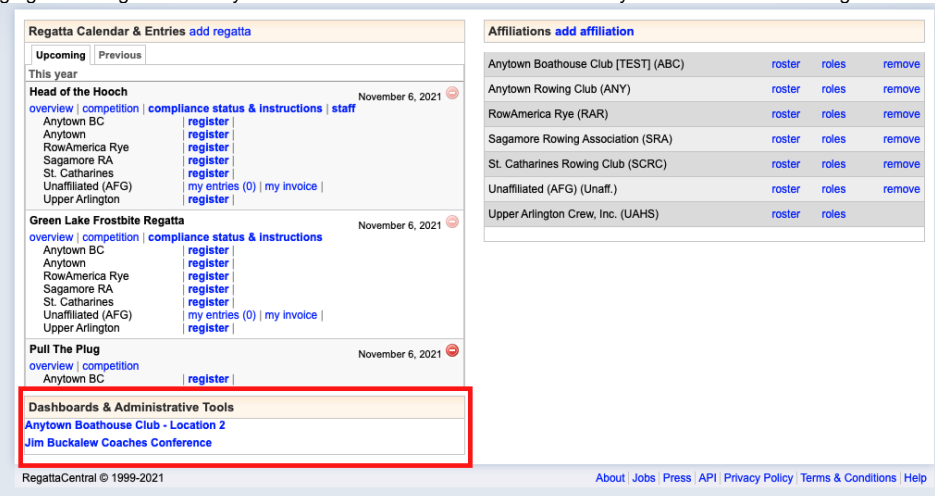 Regatta Calendar & Entries add regatta
Upcoming Previous
This year
Head of the Hooch November 6, 2021
overview | competition | compliance status & instructions | staff
Anytown BC | register |
Anytown | register |
RowAmerica Rye | register |
Sagamore RA | register |
St. Catharines | register |
Unaffiliated (AFG) | my entries (0) | my invoice |
Upper Arlington | register |
Green Lake Frostbite Regatta November 6, 2021
overview | competition | compliance status & instructions
Anytown BC | register |
Anytown | register |
RowAmerica Rye | register |
Sagamore RA | register |
St. Catharines | register |
Unaffiliated (AFG) | my entries (0) | my invoice |
Upper Arlington | register |
Pull The Plug November 6, 2021
overview | competition
Anytown BC | register |
Dashboards & Administrative Tools
Anytown Boathouse Club - Location 2
Jim Buckalew Coaches Conference
Affiliations add affiliation
Anytown Boathouse Club [TEST] (ABC) roster roles remove
Anytown Rowing Club (ANY) roster roles remove
RowAmerica Rye (RAR) roster roles remove
Sagamore Rowing Association (SRA) roster roles remove
St. Catharines Rowing Club (SCRC) roster roles remove
Unaffiliated (AFG) (Unaff.) roster roles remove
Upper Arlington Crew, Inc. (UAHS) roster roles
RegattaCentral © 1999-2021
About | Jobs | Press | API | Privacy Policy | Terms & Conditions | Help